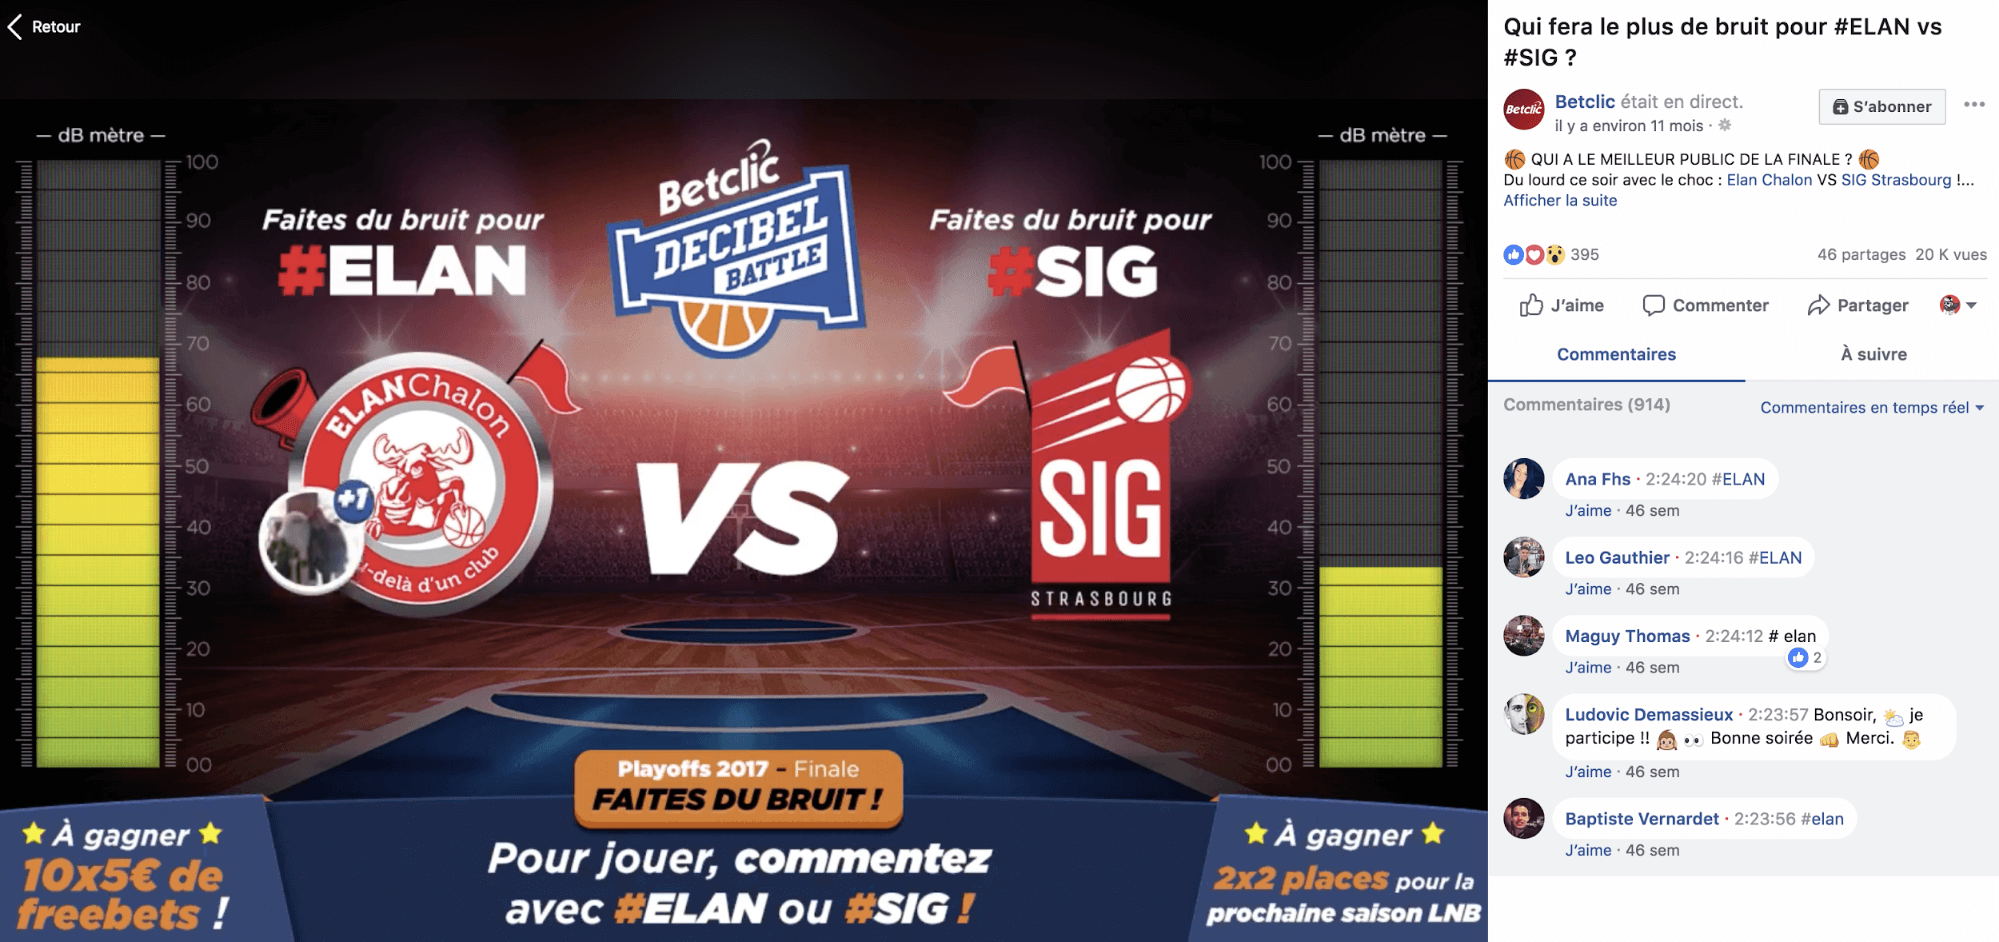 Retour
— dB mètre —
100
90
80
70
60
50
40
30
20
10
00
Faites du bruit pour
#ELAN
Betclic
DECIBEL
BATTLE
Faites du bruit pour
#SIG
— dB mètre —
100
90
80
70
60
50
40
30
20
10
00
ELANChalon
+1
-delà d'un club
VS
SIG
STRASBOURG
Playoffs 2017 - Finale
FAITES DU BRUIT !
À gagner
10x5€ de
freebets !
Pour jouer, commentez
avec #ELAN ou #SIG !
À gagner
2x2 places pour la
prochaine saison LNB
Qui fera le plus de bruit pour #ELAN vs
#SIG ?
Betclic
Betclic était en direct.
il y a environ 11 mois ·
S'abonner
🏀 QUI A LE MEILLEUR PUBLIC DE LA FINALE ? 🏀
Du lourd ce soir avec le choc : Elan Chalon VS SIG Strasbourg !...
Afficher la suite
395
46 partages 20 K vues
J'aime Commenter Partager
Commentaires À suivre
Commentaires (914)
Commentaires en temps réel
Ana Fhs · 2:24:20 #ELAN
J'aime · 46 sem
Leo Gauthier · 2:24:16 #ELAN
J'aime · 46 sem
Maguy Thomas · 2:24:12 # elan
2
J'aime · 46 sem
Ludovic Demassieux · 2:23:57 Bonsoir, ⛅ je
participe !! 🙈 👀 Bonne soirée 👊 Merci. 👴
J'aime · 46 sem
Baptiste Vernardet · 2:23:56 #elan
J'aime · 46 sem